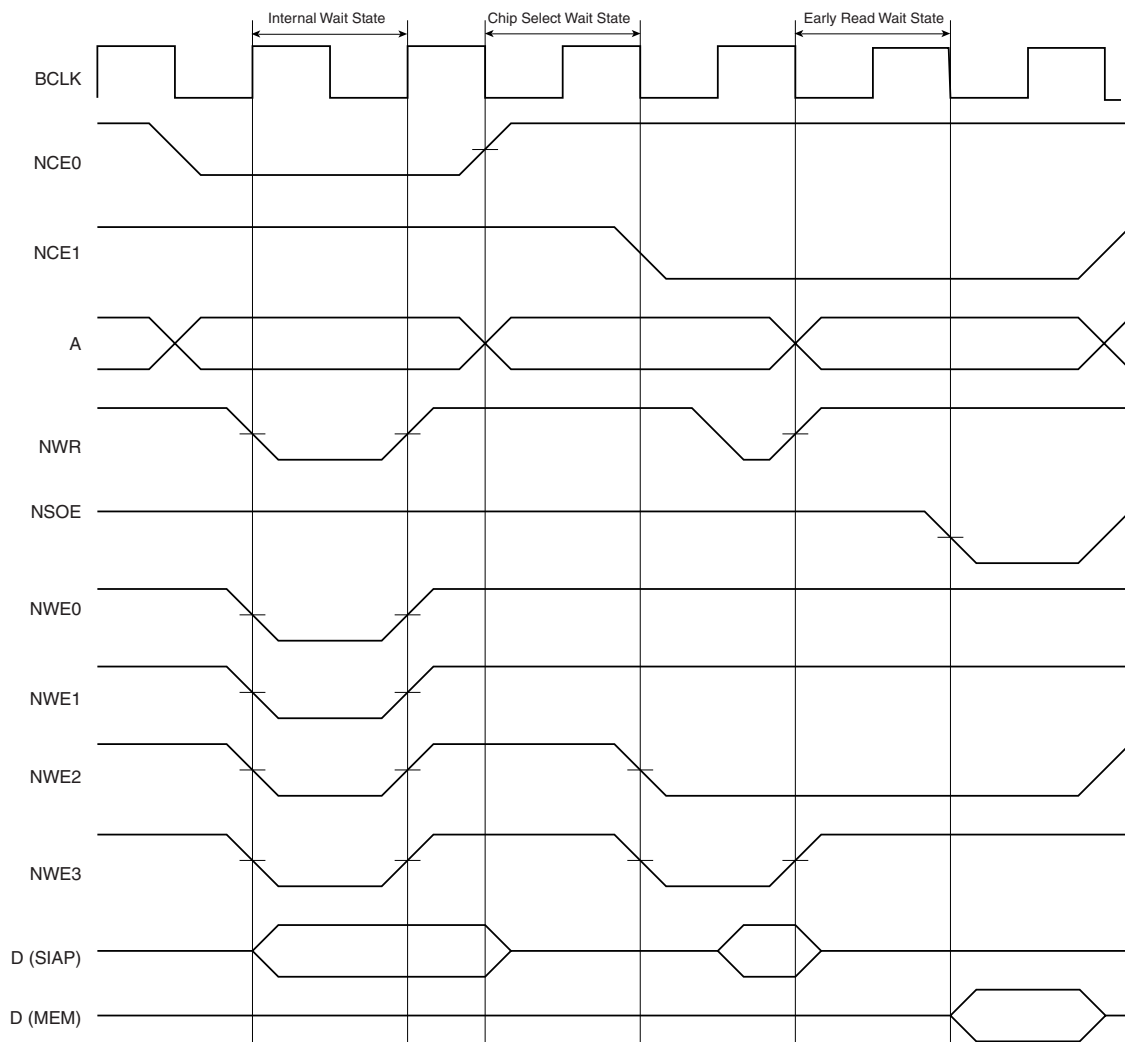 Internal Wait State
Chip Select Wait State
Early Read Wait State
BCLK
NCE0
NCE1
A
NWR
NSOE
NWE0
NWE1
NWE2
NWE3
D (SIAP)
D (MEM)